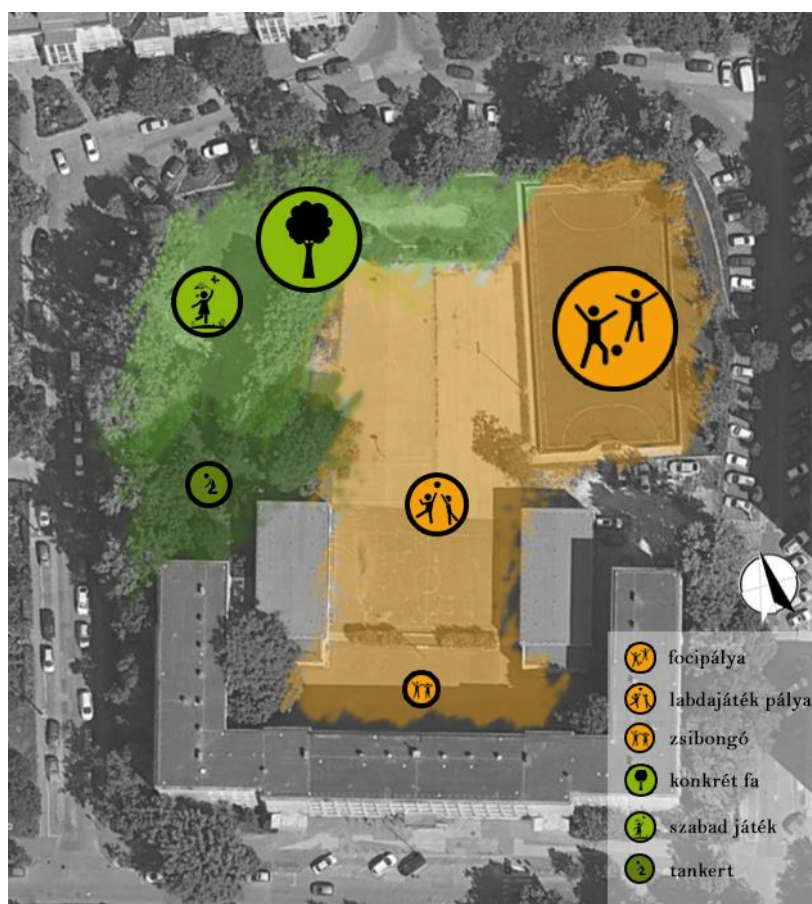 focipálya
labdajáték pálya
zsibongó
konkrét fa
szabad játék
tankert